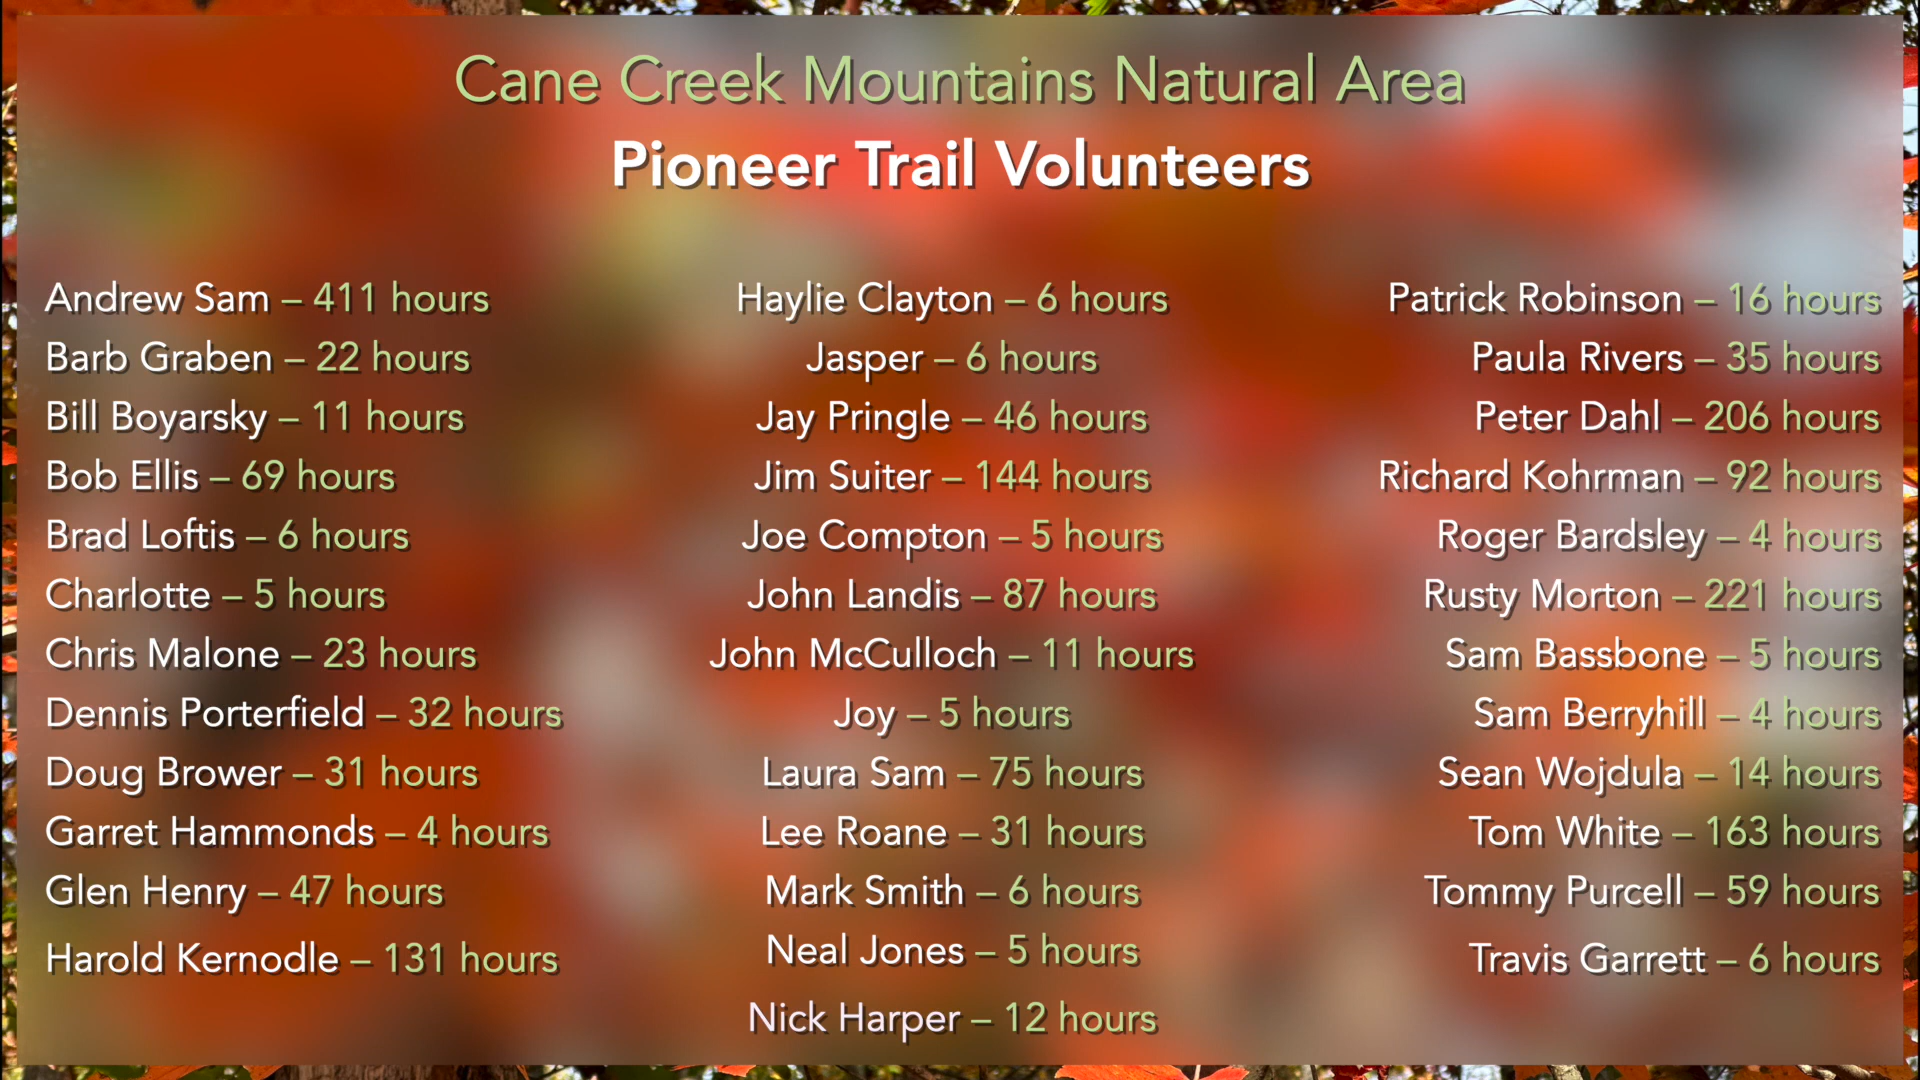 Cane Creek Mountains Natural Area
Pioneer Trail Volunteers
Andrew Sam – 411 hours
Barb Graben – 22 hours
Bill Boyarsky – 11 hours
Bob Ellis – 69 hours
Brad Loftis – 6 hours
Charlotte – 5 hours
Chris Malone – 23 hours
Dennis Porterfield – 32 hours
Doug Brower – 31 hours
Garret Hammonds – 4 hours
Glen Henry – 47 hours
Harold Kernodle – 131 hours
Haylie Clayton – 6 hours
Jasper – 6 hours
Jay Pringle – 46 hours
Jim Suiter – 144 hours
Joe Compton – 5 hours
John Landis – 87 hours
John McCulloch – 11 hours
Joy – 5 hours
Laura Sam – 75 hours
Lee Roane – 31 hours
Mark Smith – 6 hours
Neal Jones – 5 hours
Nick Harper – 12 hours
Patrick Robinson – 16 hours
Paula Rivers – 35 hours
Peter Dahl – 206 hours
Richard Kohrman – 92 hours
Roger Bardsley – 4 hours
Rusty Morton – 221 hours
Sam Bassbone – 5 hours
Sam Berryhill – 4 hours
Sean Wojdula – 14 hours
Tom White – 163 hours
Tommy Purcell – 59 hours
Travis Garrett – 6 hours